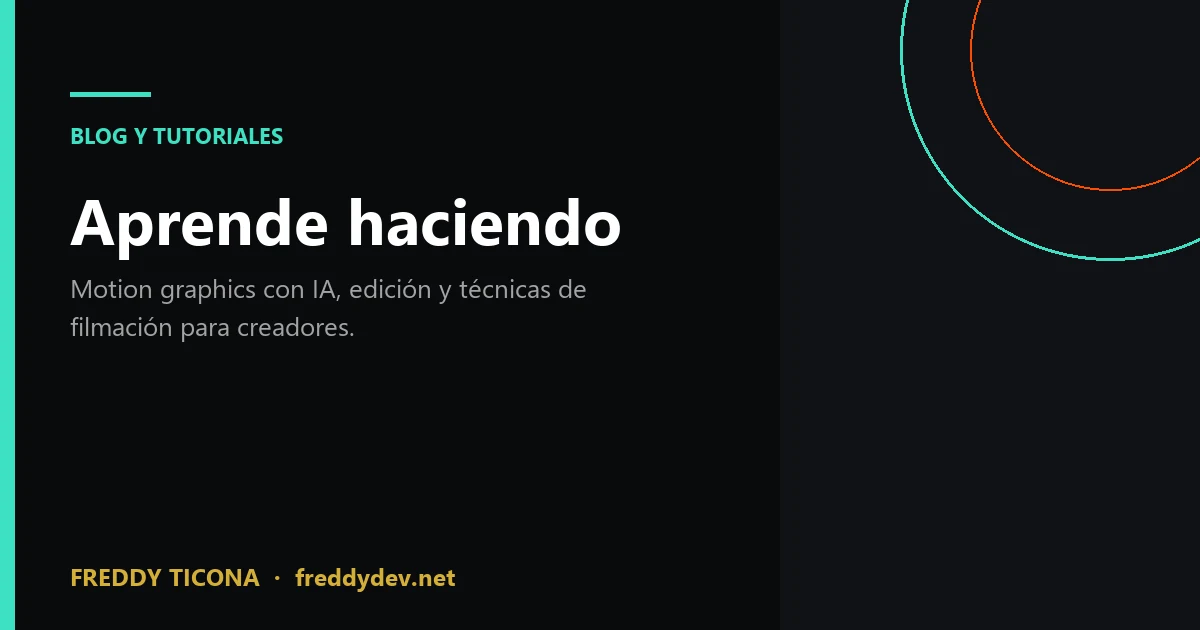 BLOG Y TUTORIALES
Aprende haciendo
Motion graphics con IA, edición y técnicas de
filmación para creadores.
FREDDY TICONA · freddydev.net